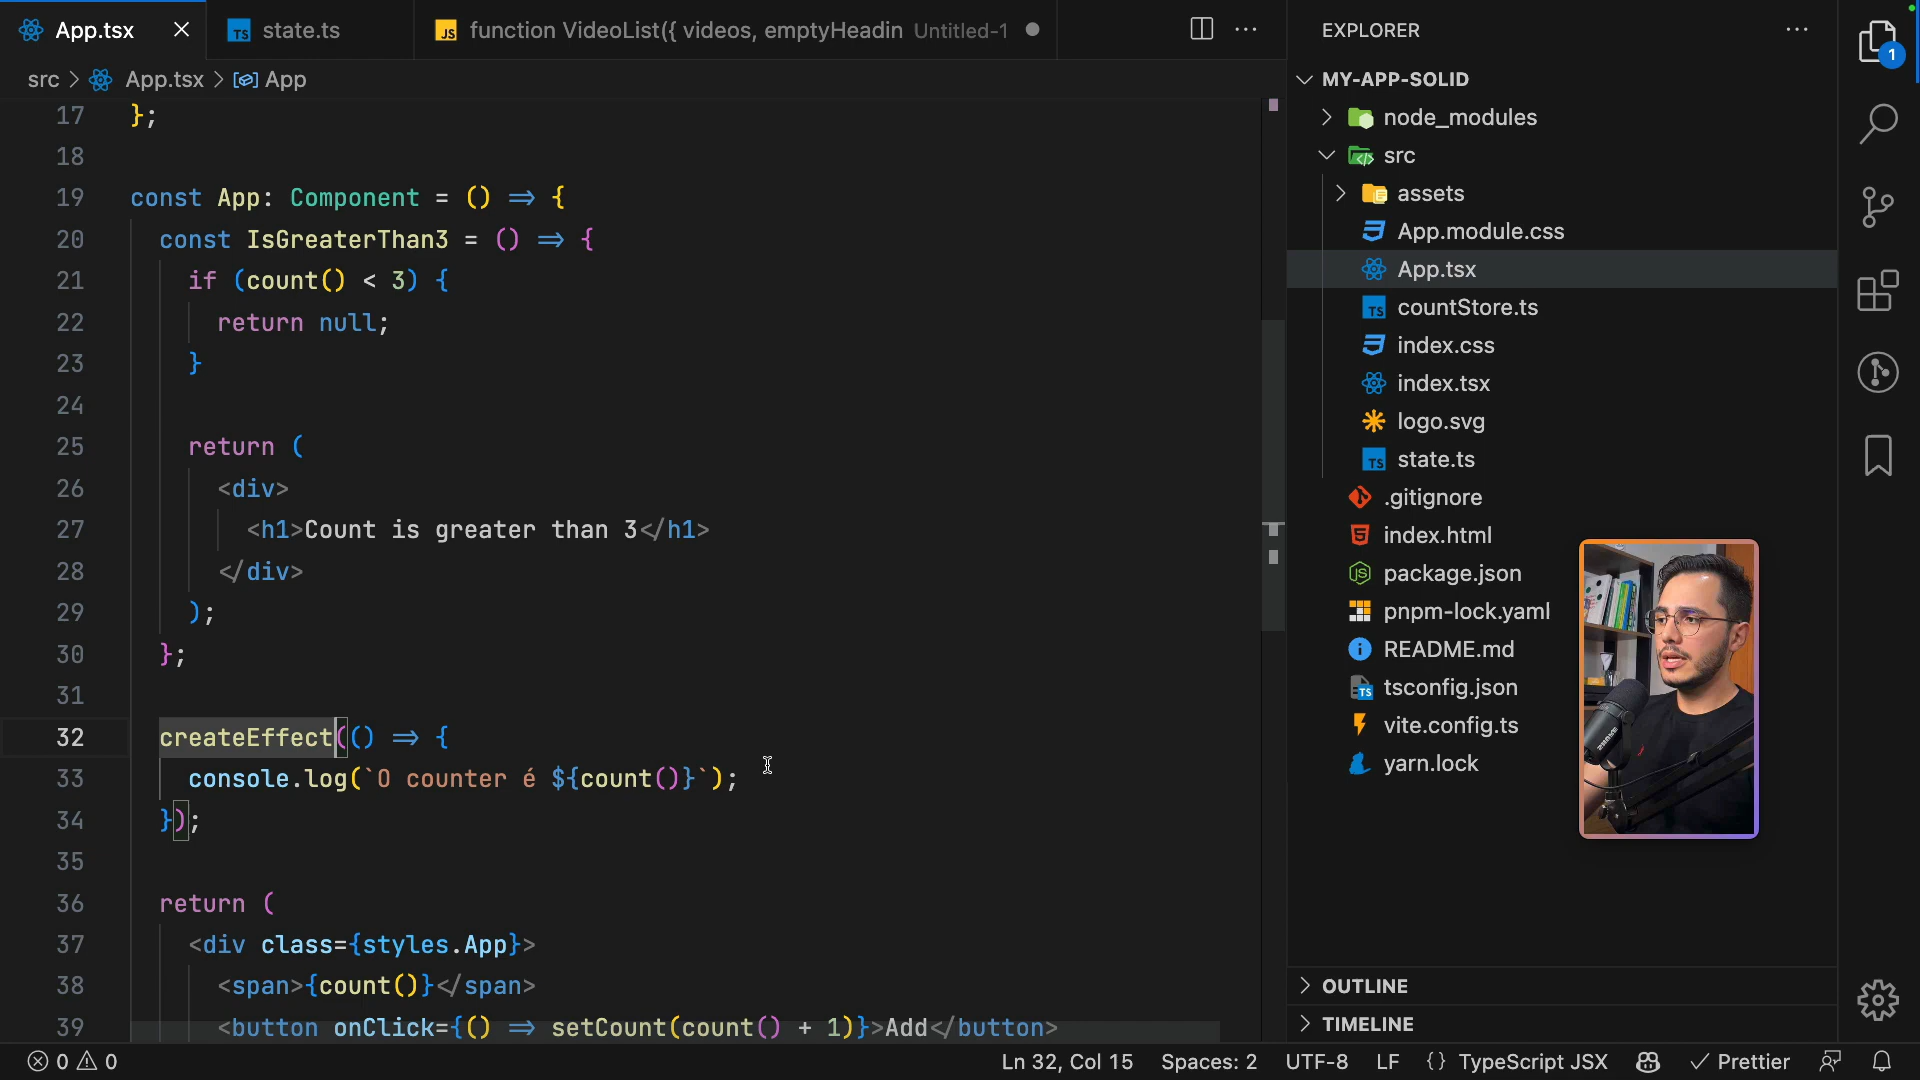 App.tsx
state.ts
function VideoList({ videos, emptyHeadin Untitled-1
EXPLORER
1
src > App.tsx > App
MY-APP-SOLID
17 };
18
19 const App: Component = () => {
20 const IsGreaterThan3 = () => {
21 if (count() < 3) {
22 return null;
23 }
24
25 return (
26 <div>
27 <h1>Count is greater than 3</h1>
28 </div>
29 );
30 };
31
32 createEffect(() => {
33 console.log(`O counter é ${count()}`);
34 });
35
36 return (
37 <div class={styles.App}>
38 <span>{count()}</span>
39 <button onClick={() => setCount(count() + 1)}>Add</button>
node_modules
src
assets
App.module.css
App.tsx
countStore.ts
index.css
index.tsx
logo.svg
state.ts
.gitignore
index.html
package.json
pnpm-lock.yaml
README.md
tsconfig.json
vite.config.ts
yarn.lock
OUTLINE
TIMELINE
0 0
Ln 32, Col 15 Spaces: 2 UTF-8 LF {} TypeScript JSX Prettier